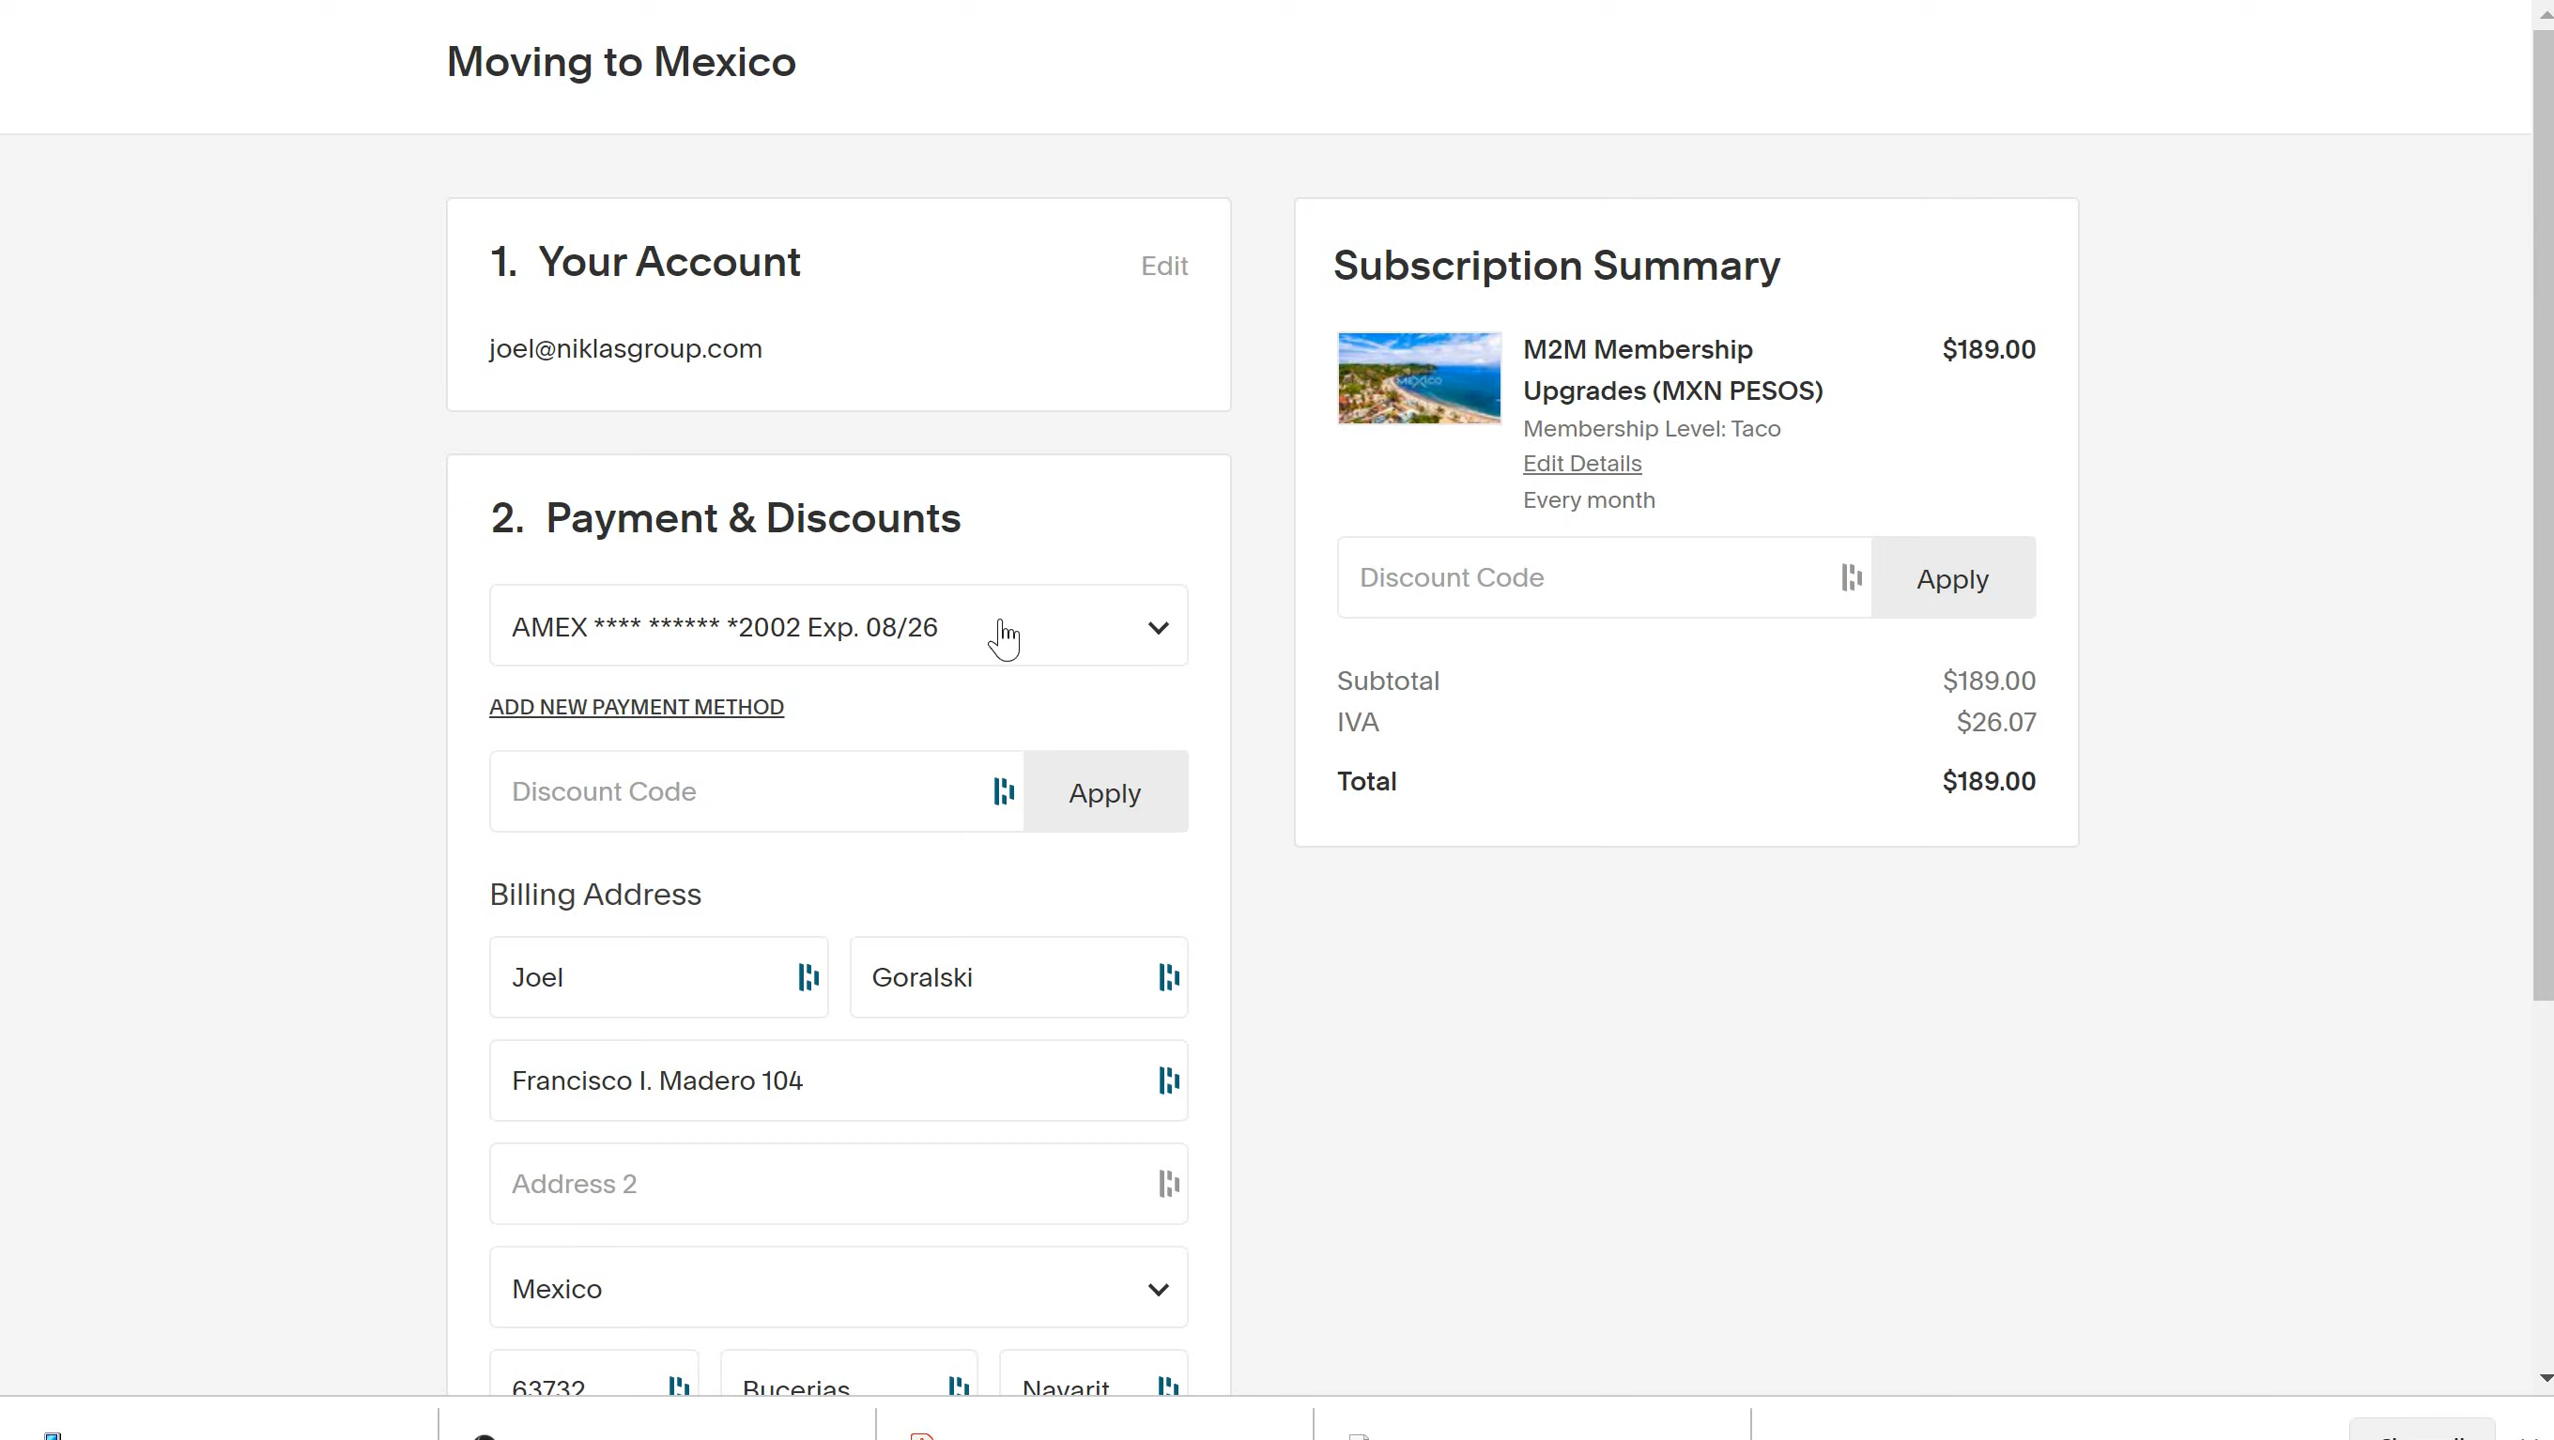 Moving to Mexico
1. Your Account
Edit
joel@niklasgroup.com
2. Payment & Discounts
AMEX **** ****** *2002 Exp. 08/26
ADD NEW PAYMENT METHOD
Discount Code
Apply
Billing Address
Joel
Goralski
Francisco I. Madero 104
Address 2
Mexico
63732
Bucerias
Nayarit
Subscription Summary
M2M Membership
$189.00
Upgrades (MXN PESOS)
Membership Level: Taco
Edit Details
Every month
Discount Code
Apply
Subtotal
$189.00
IVA
$26.07
Total
$189.00